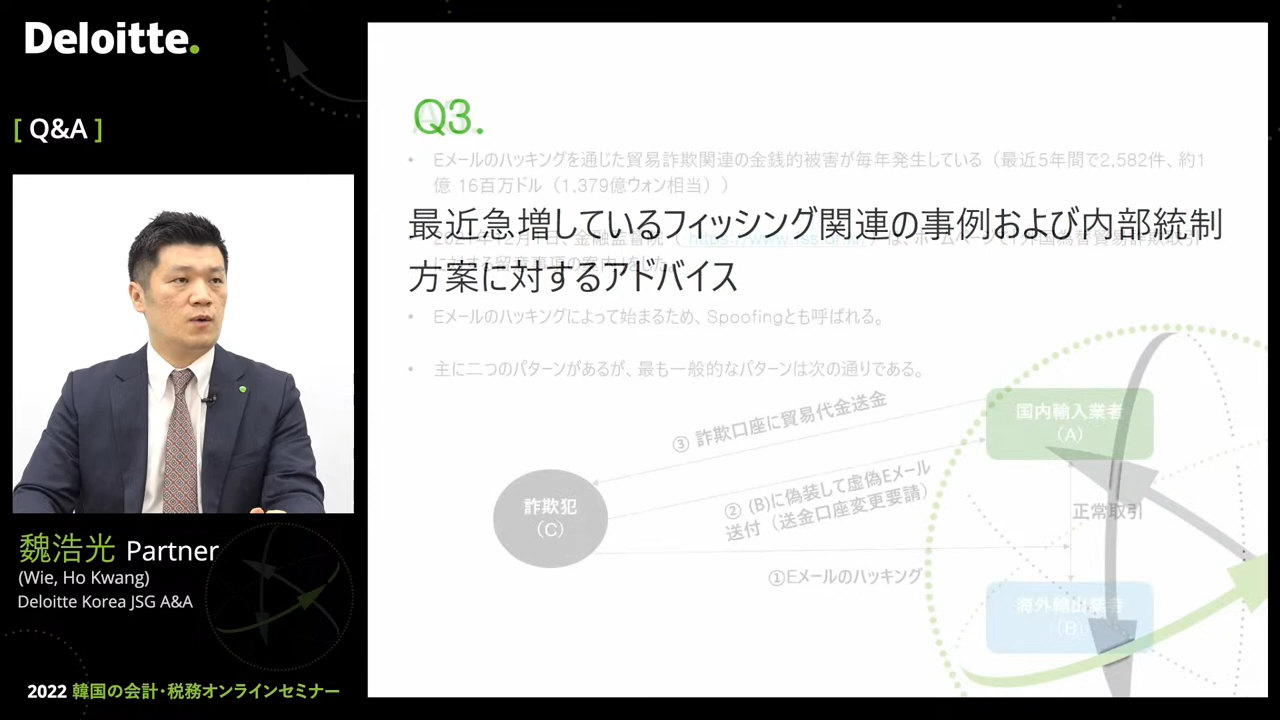 Deloitte.
[ Q&A ]
魏浩光 Partner
(Wie, Ho Kwang)
Deloitte Korea JSG A&A
2022 韓国の会計・税務オンラインセミナー
Q3.
• Eメールのハッキングを通じた貿易詐欺関連の金銭的被害が毎年発生している（最近5年間で2,582件、約1
億 16百万ドル（1,379億ウォン相当））
最近急増しているフィッシング関連の事例および内部統制
方案に対するアドバイス
• Eメールのハッキングによって始まるため、Spoofingとも呼ばれる。
• 主に二つのパターンがあるが、最も一般的なパターンは次の通りである。
③ 詐欺口座に貿易代金送金
国内輸入業者
（A）
詐欺犯
（C）
② (B)に偽装して虚偽Eメール
送付（送金口座変更要請）
正常取引
①Eメールのハッキング
海外輸出業者
（B）